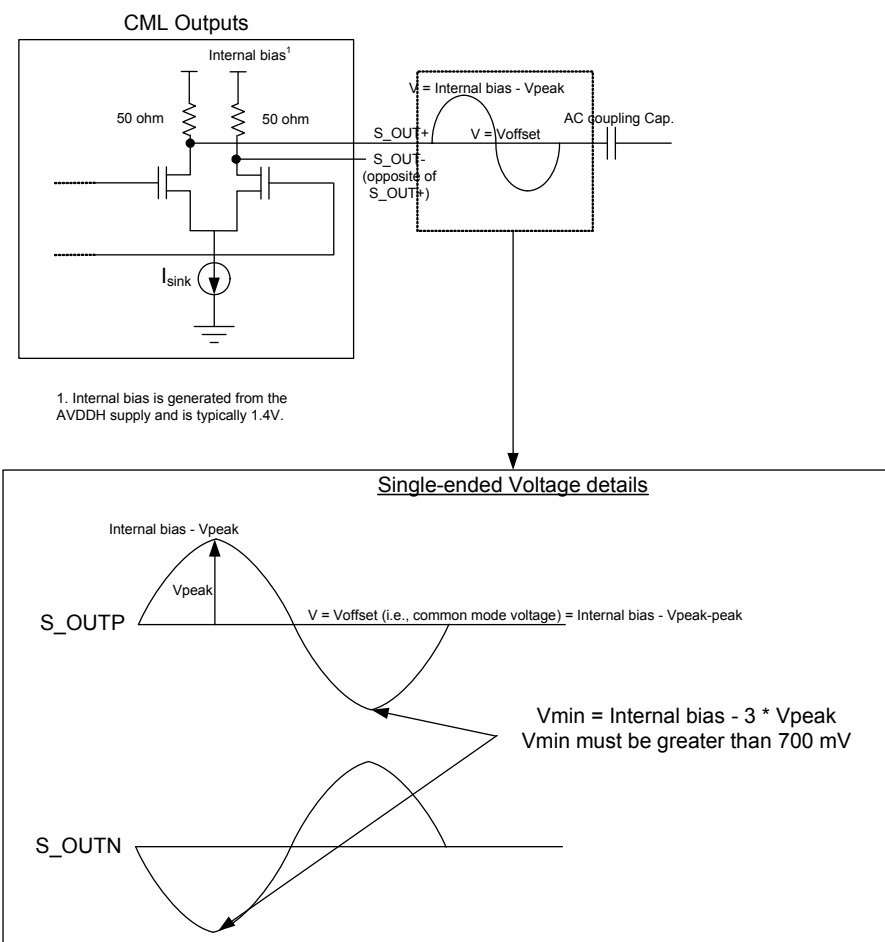 CML Outputs
Internal bias1
50 ohm
50 ohm
V = Internal bias - Vpeak
AC coupling Cap.
S_OUT+
V = Voffset
S_OUT-
(opposite of
S_OUT+)
Isink
1. Internal bias is generated from the
AVDDH supply and is typically 1.4V.
Single-ended Voltage details
Internal bias - Vpeak
Vpeak
S_OUTP
V = Voffset (i.e., common mode voltage) = Internal bias - Vpeak-peak
Vmin = Internal bias - 3 * Vpeak
Vmin must be greater than 700 mV
S_OUTN